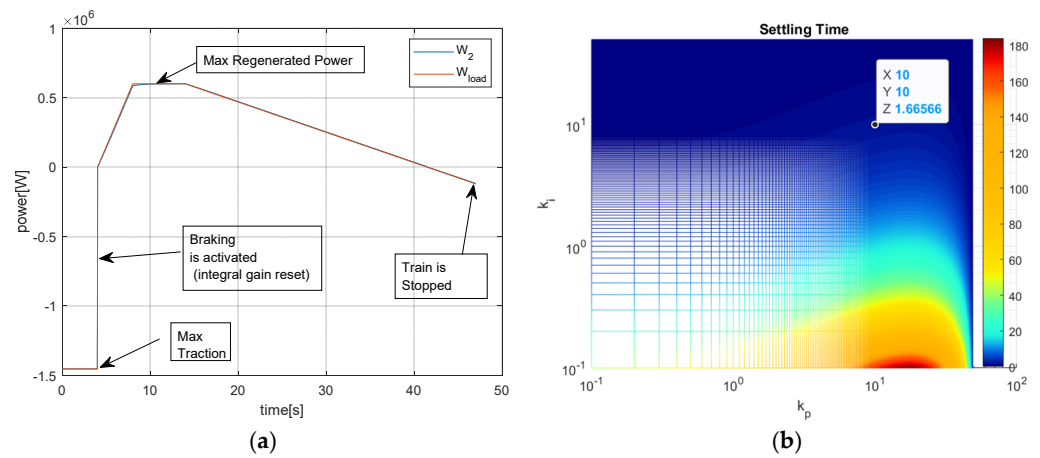 ×10^6
1
0.5
0
-0.5
-1
-1.5
power[W]
0
10
20
30
40
50
time[s]
W_2
W_load
Max Regenerated Power
Braking
is activated
(integral gain reset)
Max
Traction
Train is
Stopped
(a)
Settling Time
X 10
Y 10
Z 1.66566
10^1
10^0
10^-1
k_i
10^-1
10^0
10^1
10^2
k_p
180
160
140
120
100
80
60
40
20
0
(b)